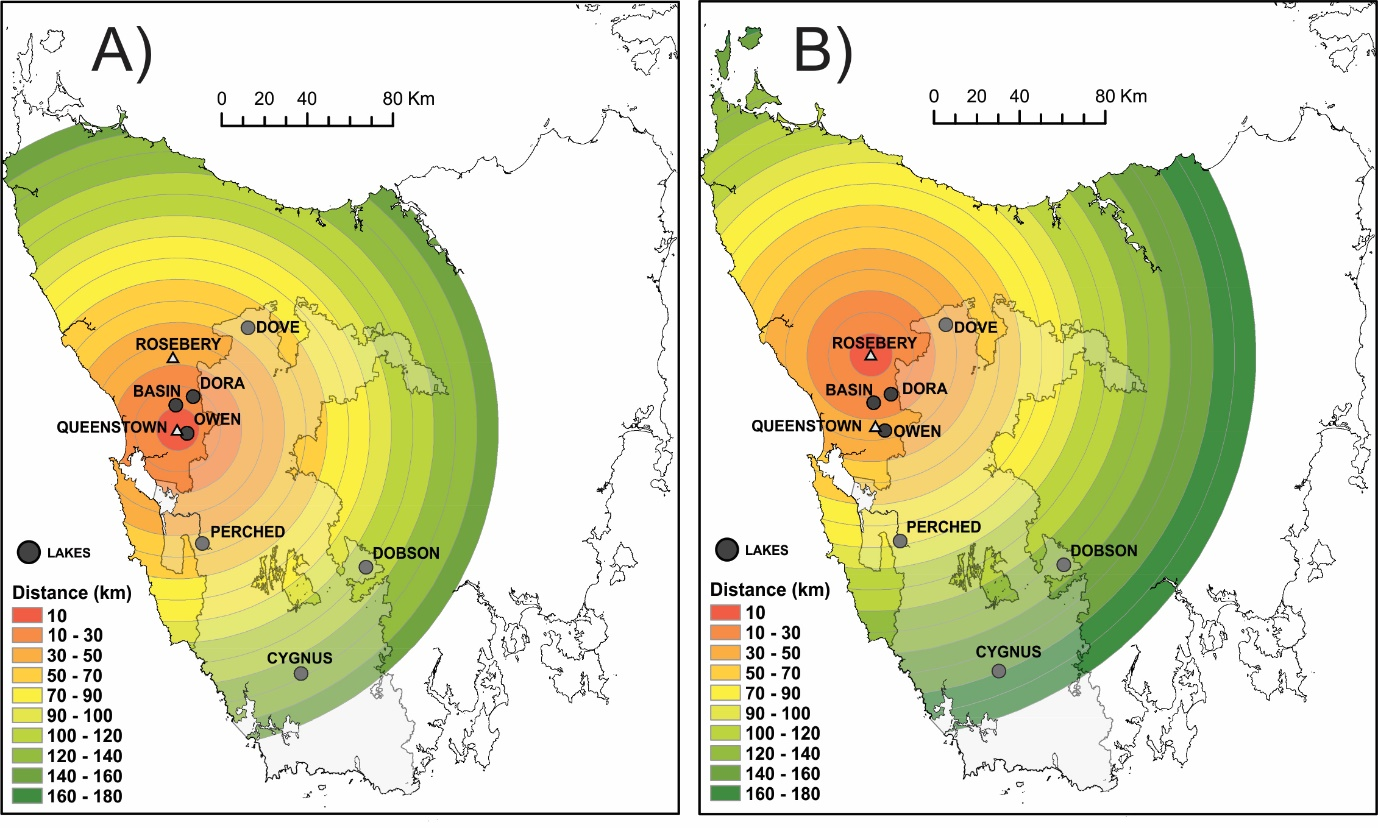 A)
0 20 40 80 Km
DOVE
ROSEBERY
BASIN
DORA
OWEN
QUEENSTOWN
PERCHED
LAKES
DOBSON
CYGNUS
Distance (km)
10
10 - 30
30 - 50
50 - 70
70 - 90
90 - 100
100 - 120
120 - 140
140 - 160
160 - 180
B)
0 20 40 80 Km
DOVE
ROSEBERY
BASIN
DORA
QUEENSTOWN
OWEN
PERCHED
LAKES
DOBSON
CYGNUS
Distance (km)
10
10 - 30
30 - 50
50 - 70
70 - 90
90 - 100
100 - 120
120 - 140
140 - 160
160 - 180